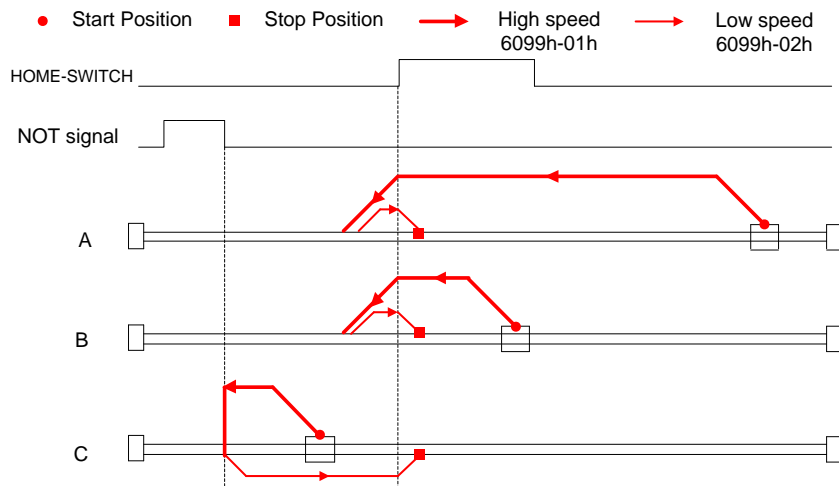 Start Position Stop Position High speed Low speed
6099h-01h 6099h-02h
HOME-SWITCH
NOT signal
A
B
C